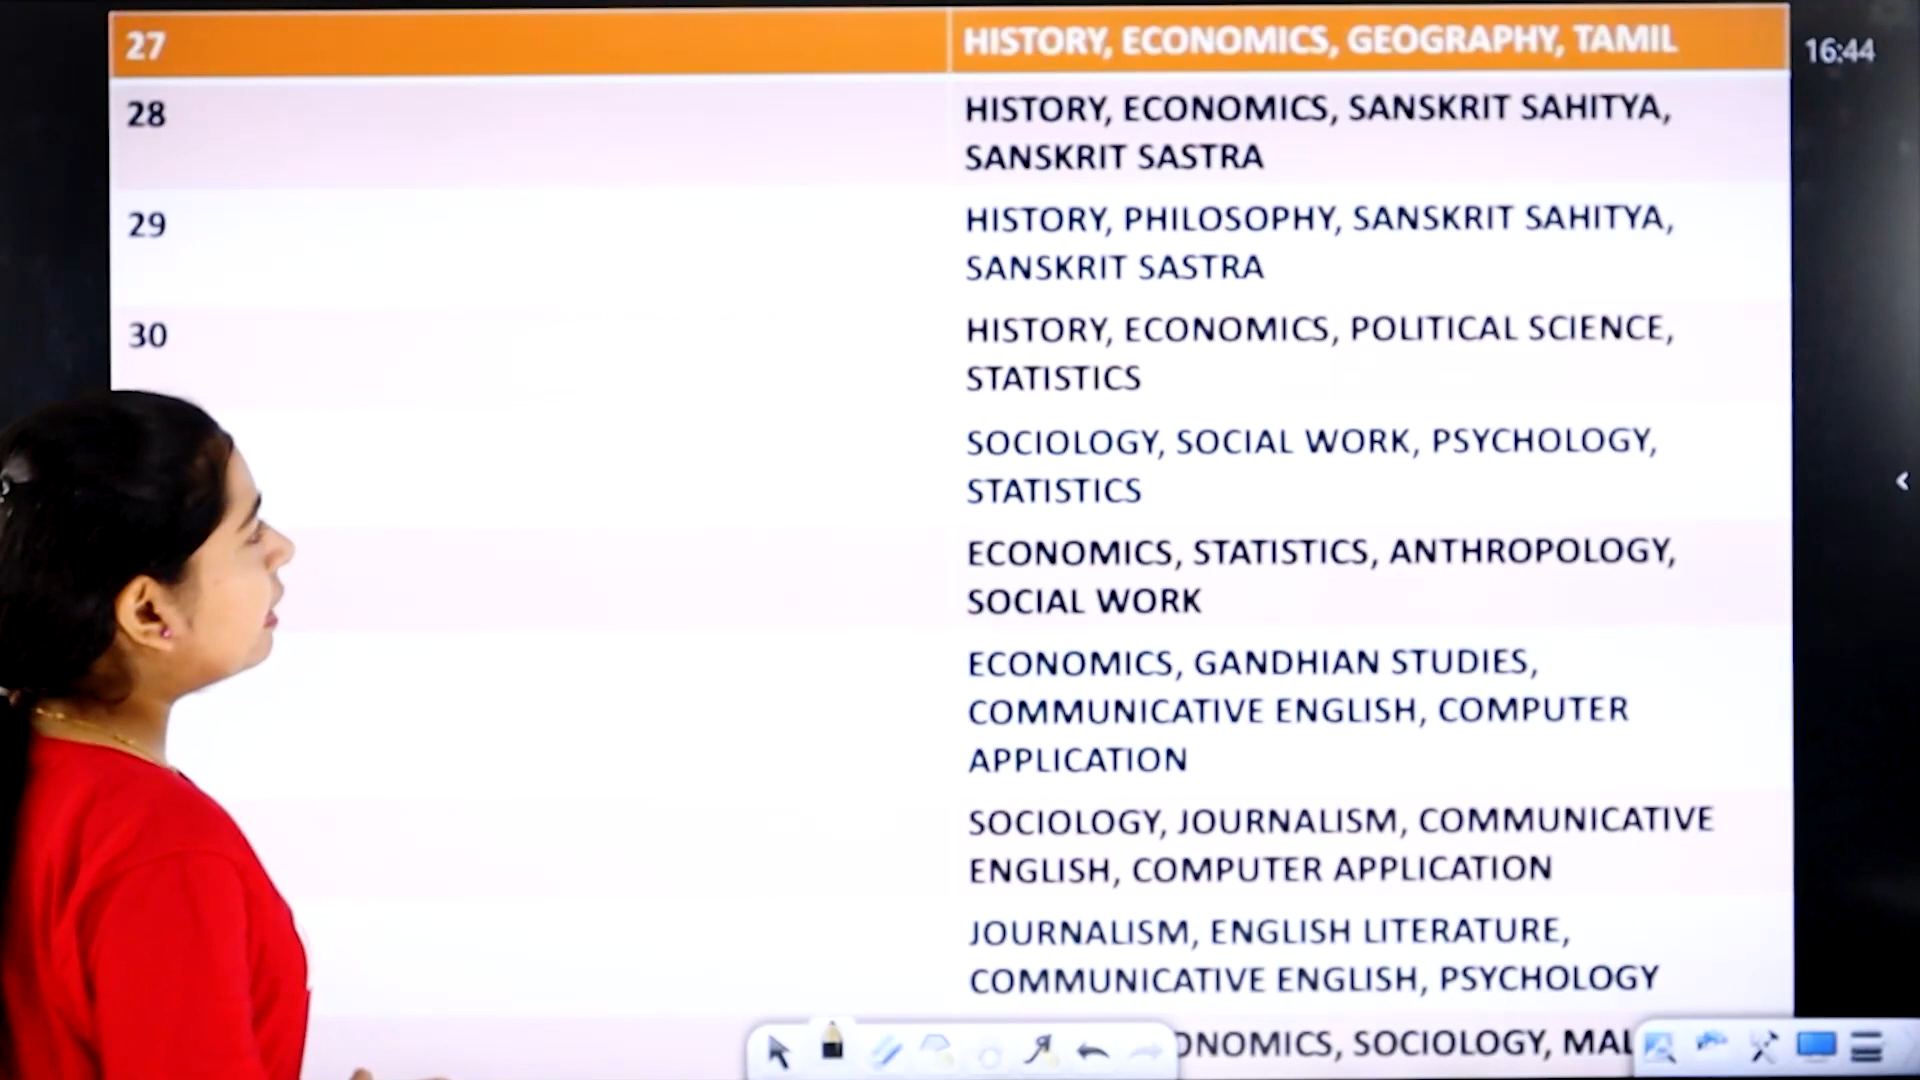 27 HISTORY, ECONOMICS, GEOGRAPHY, TAMIL
16:44
28 HISTORY, ECONOMICS, SANSKRIT SAHITYA,
SANSKRIT SASTRA
29 HISTORY, PHILOSOPHY, SANSKRIT SAHITYA,
SANSKRIT SASTRA
30 HISTORY, ECONOMICS, POLITICAL SCIENCE,
STATISTICS
SOCIOLOGY, SOCIAL WORK, PSYCHOLOGY,
STATISTICS
ECONOMICS, STATISTICS, ANTHROPOLOGY,
SOCIAL WORK
ECONOMICS, GANDHIAN STUDIES,
COMMUNICATIVE ENGLISH, COMPUTER
APPLICATION
SOCIOLOGY, JOURNALISM, COMMUNICATIVE
ENGLISH, COMPUTER APPLICATION
JOURNALISM, ENGLISH LITERATURE,
COMMUNICATIVE ENGLISH, PSYCHOLOGY
SOCIOLOGY,